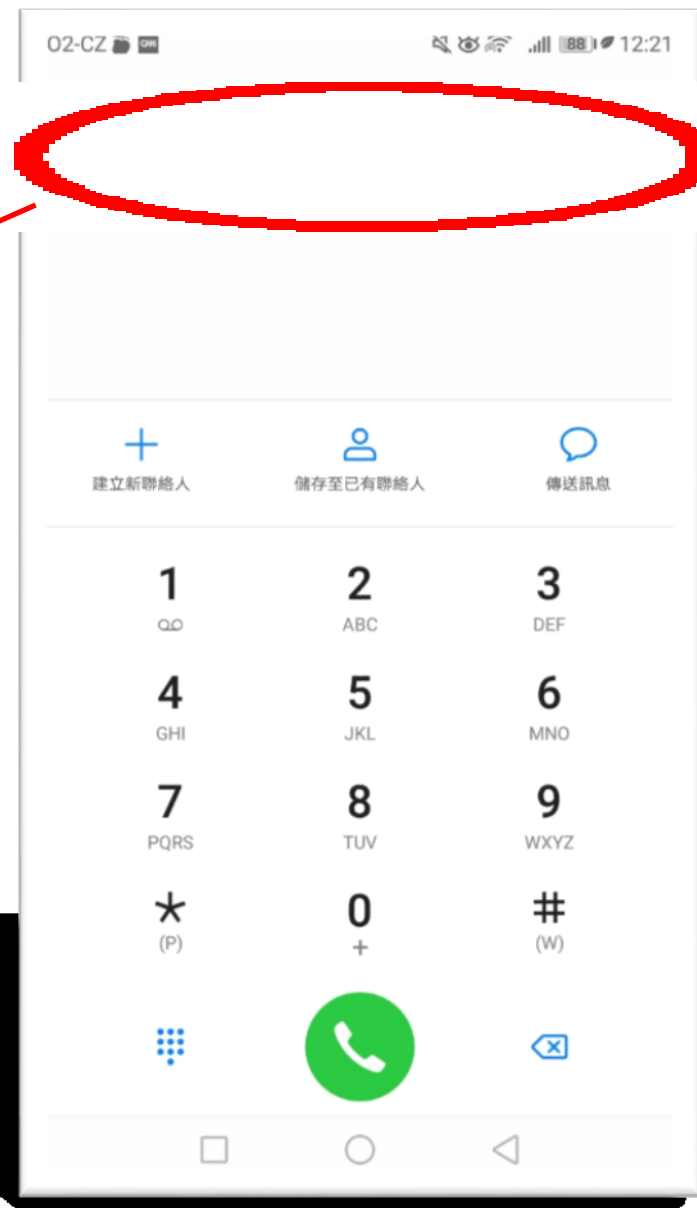 O2-CZ CNN 88 12:21
建立新聯絡人 儲存至已有聯絡人 傳送訊息
1 2 3
ABC DEF
4 5 6
GHI JKL MNO
7 8 9
PQRS TUV WXYZ
* 0 #
(P) + (W)